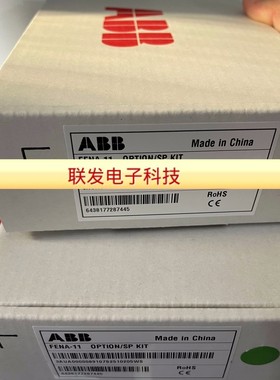 ABB
ABB
Made in China
FENA-11 OPTION/SP KIT
联发电子科技
6438177287445
RoHS
CE
ABB
Made in China
FENA-11 OPTION/SP KIT
RoHS
CE